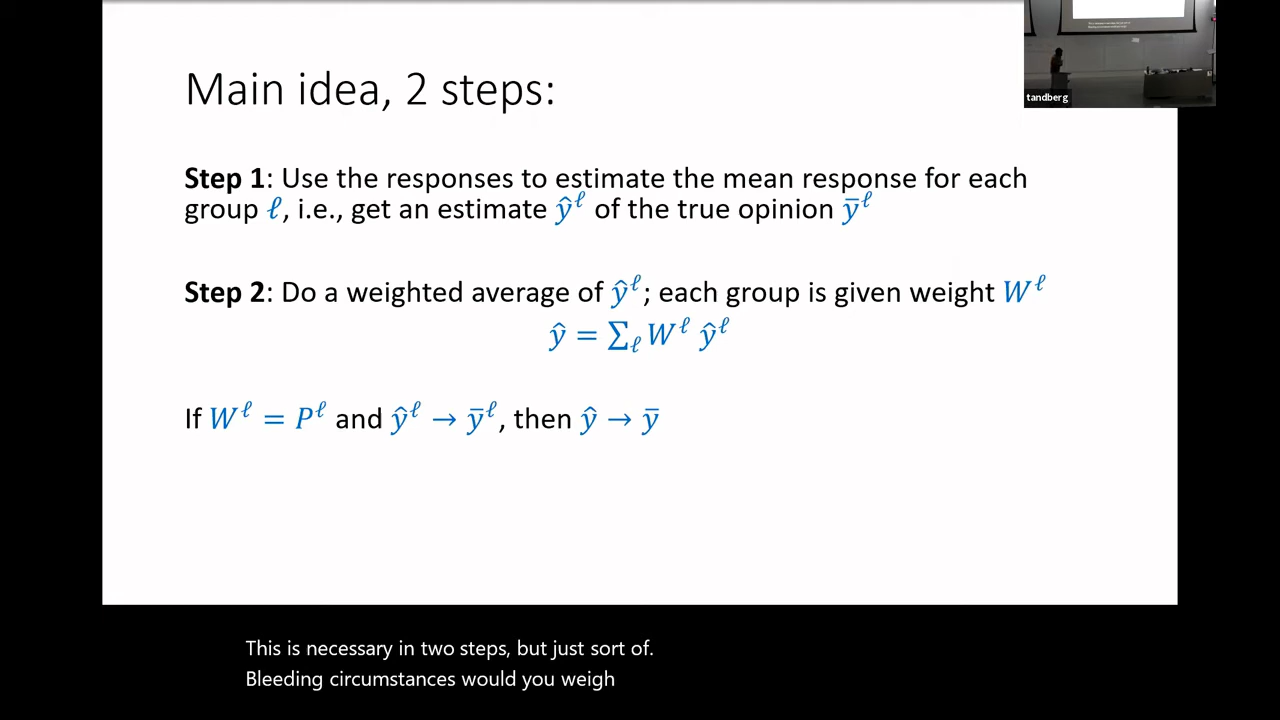 Main idea, 2 steps:
tandberg
Step 1: Use the responses to estimate the mean response for each
group ℓ, i.e., get an estimate ŷ^ℓ of the true opinion ȳ^ℓ
Step 2: Do a weighted average of ŷ^ℓ; each group is given weight W^ℓ
ŷ = ∑_ℓ W^ℓ ŷ^ℓ
If W^ℓ = P^ℓ and ŷ^ℓ → ȳ^ℓ, then ŷ → ȳ
This is necessary in two steps, but just sort of.
Bleeding circumstances would you weigh